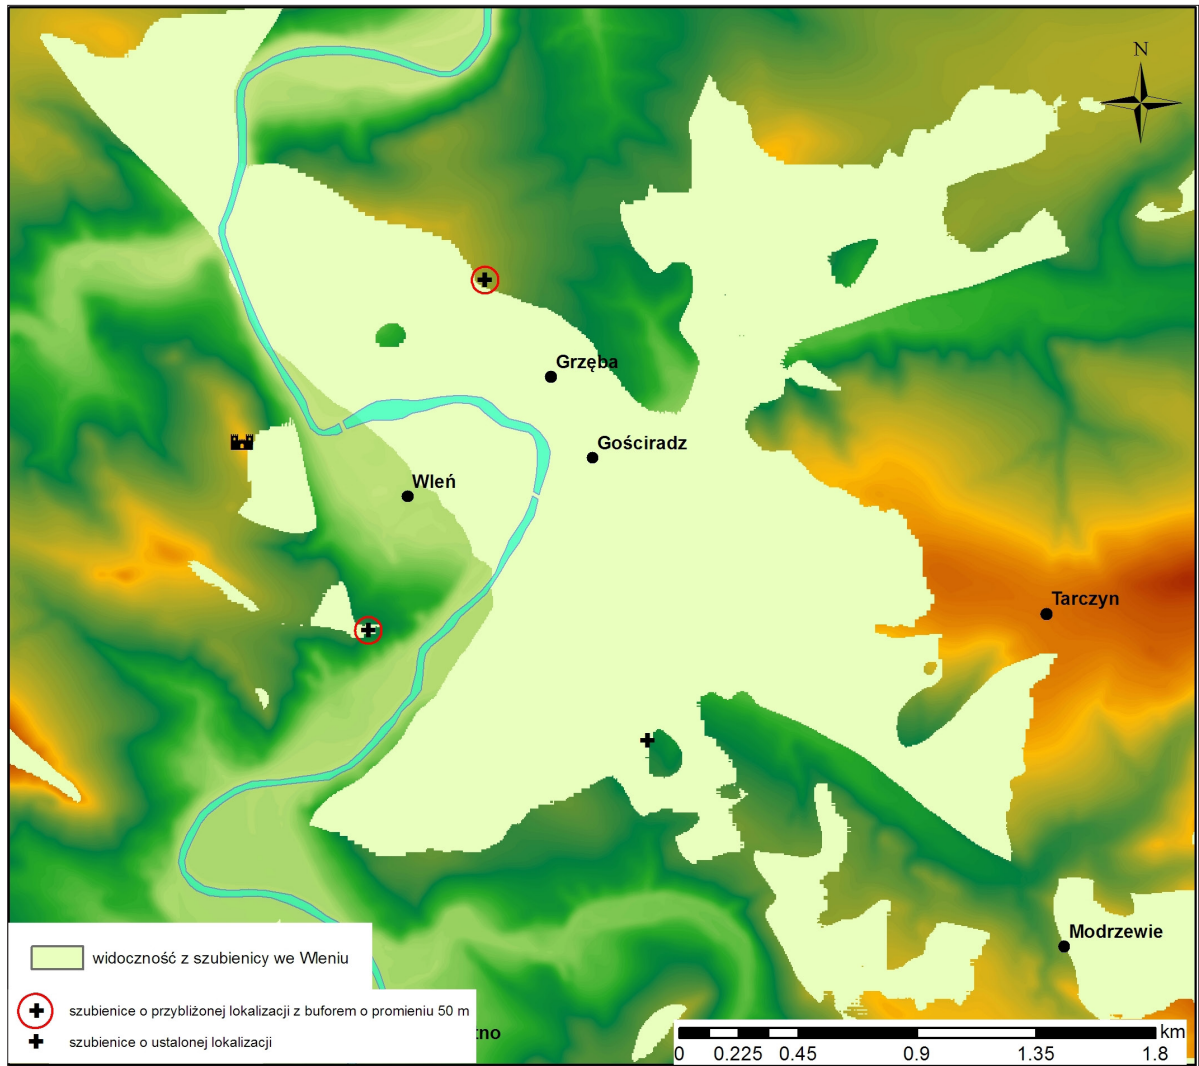 N
Grzęba
Gościradz
Wleń
Tarczyn
Modrzewie
widoczność z szubienicy we Wleniu
szubienice o przybliżonej lokalizacji z buforem o promieniu 50 m
szubienice o ustalonej lokalizacji
tno
km
0 0.225 0.45 0.9 1.35 1.8